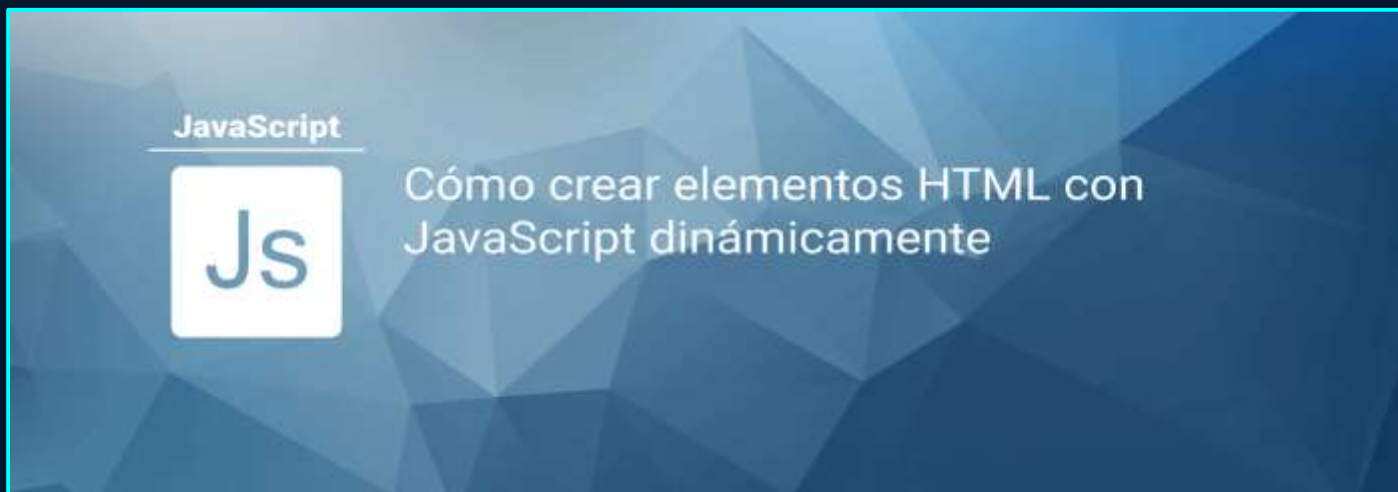 JavaScript
Js
Cómo crear elementos HTML con
JavaScript dinámicamente